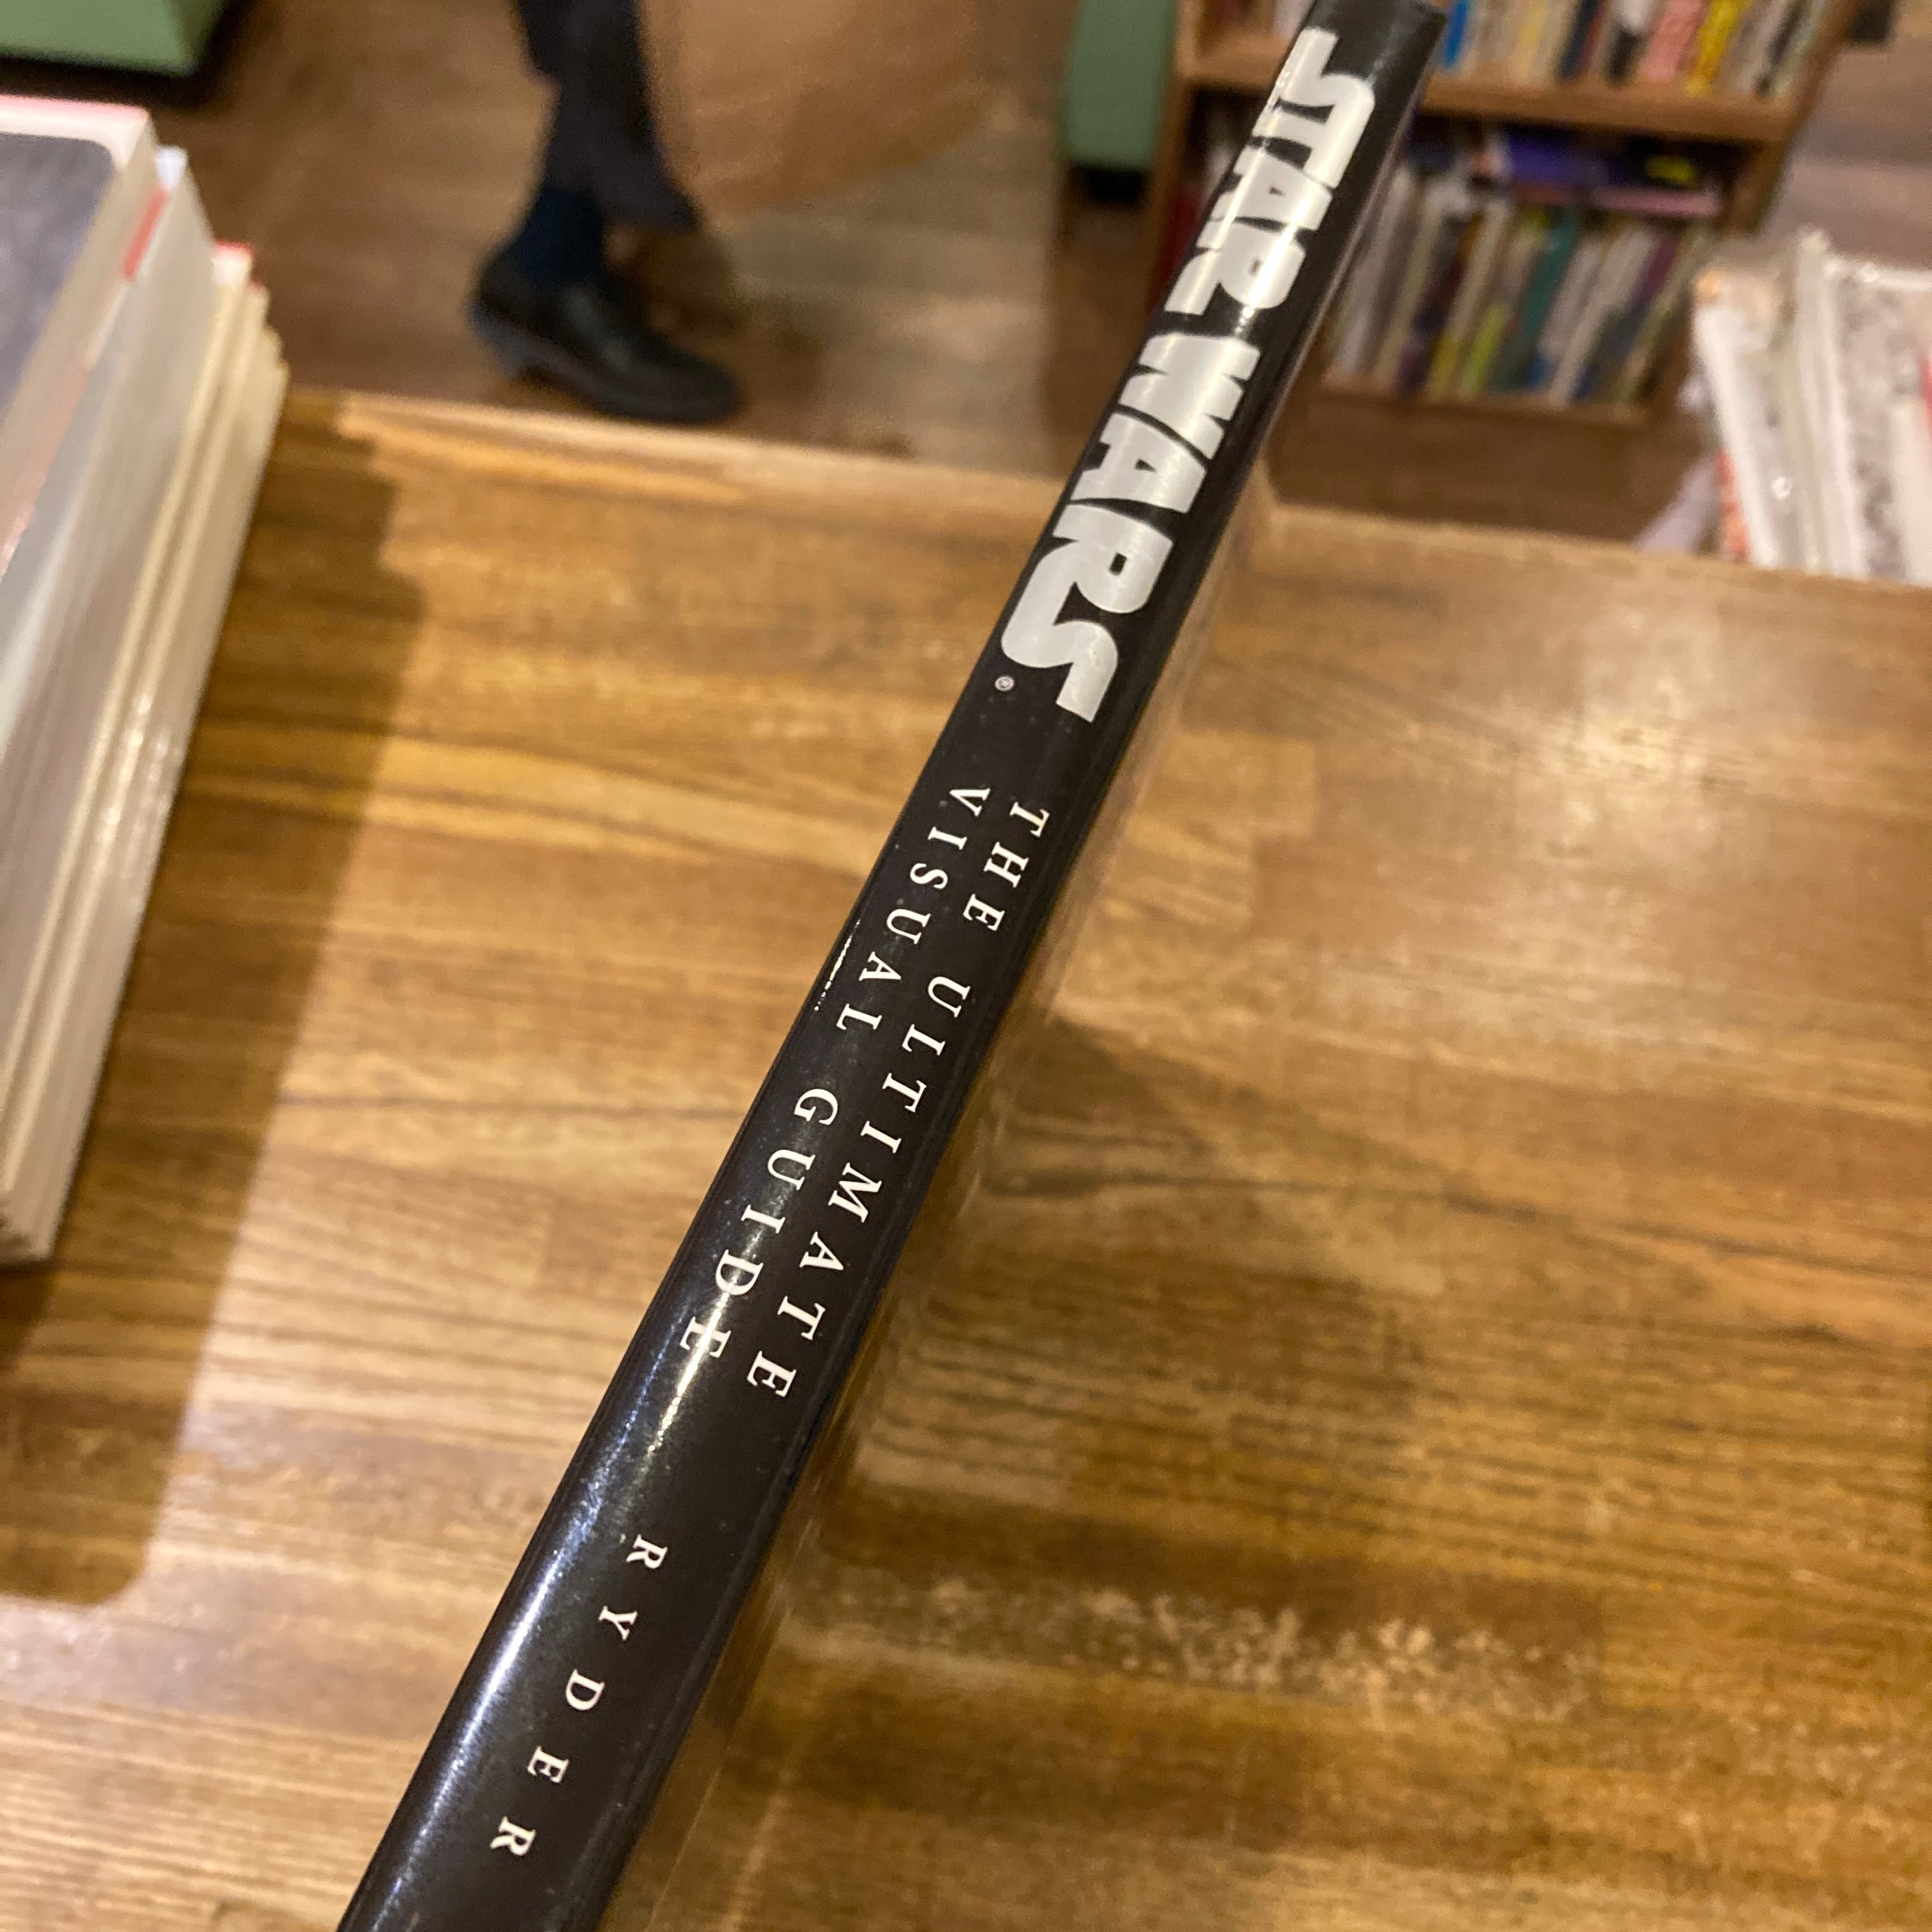 STAR WARS®
THE ULTIMATE
VISUAL GUIDE
RYDER